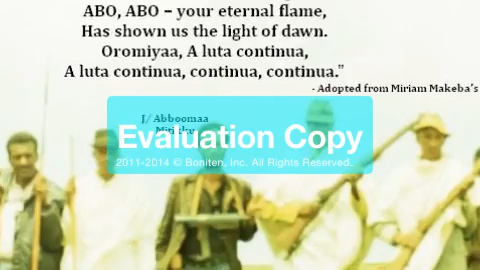 ABO, ABO – your eternal flame,
Has shown us the light of dawn.
Oromiyaa, A luta continua,
A luta continua, continua, continua.”
- Adopted from Miriam Makeba's
J/ Abboomaa
Mitikku
Evaluation Copy
2011-2014 © Boniten, Inc. All Rights Reserved.